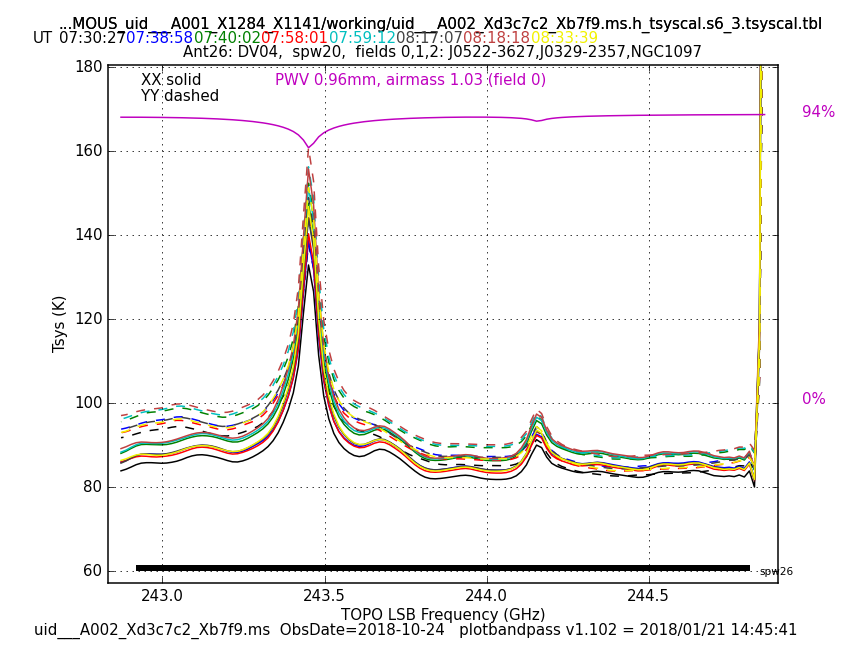 ...MOUS_uid___A001_X1284_X1141/working/uid___A002_Xd3c7c2_Xb7f9.ms.h_tsyscal.s6_3.tsyscal.tbl
UT 07:30:27 07:38:58 07:40:02 07:58:01 07:59:12 08:17:07 08:18:18 08:33:39
Ant26: DV04, spw20, fields 0,1,2: J0522-3627,J0329-2357,NGC1097
180
XX solid
PWV 0.96mm, airmass 1.03 (field 0)
YY dashed
94%
160
140
Tsys (K)
120
100
0%
80
60
spw26
243.0 243.5 244.0 244.5
TOPO LSB Frequency (GHz)
uid___A002_Xd3c7c2_Xb7f9.ms ObsDate=2018-10-24 plotbandpass v1.102 = 2018/01/21 14:45:41